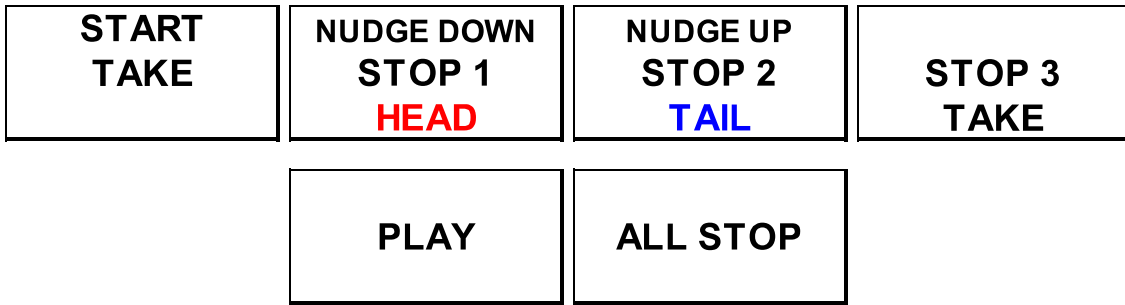 START
TAKE
NUDGE DOWN
STOP 1
HEAD
NUDGE UP
STOP 2
TAIL
STOP 3
TAKE
PLAY
ALL STOP